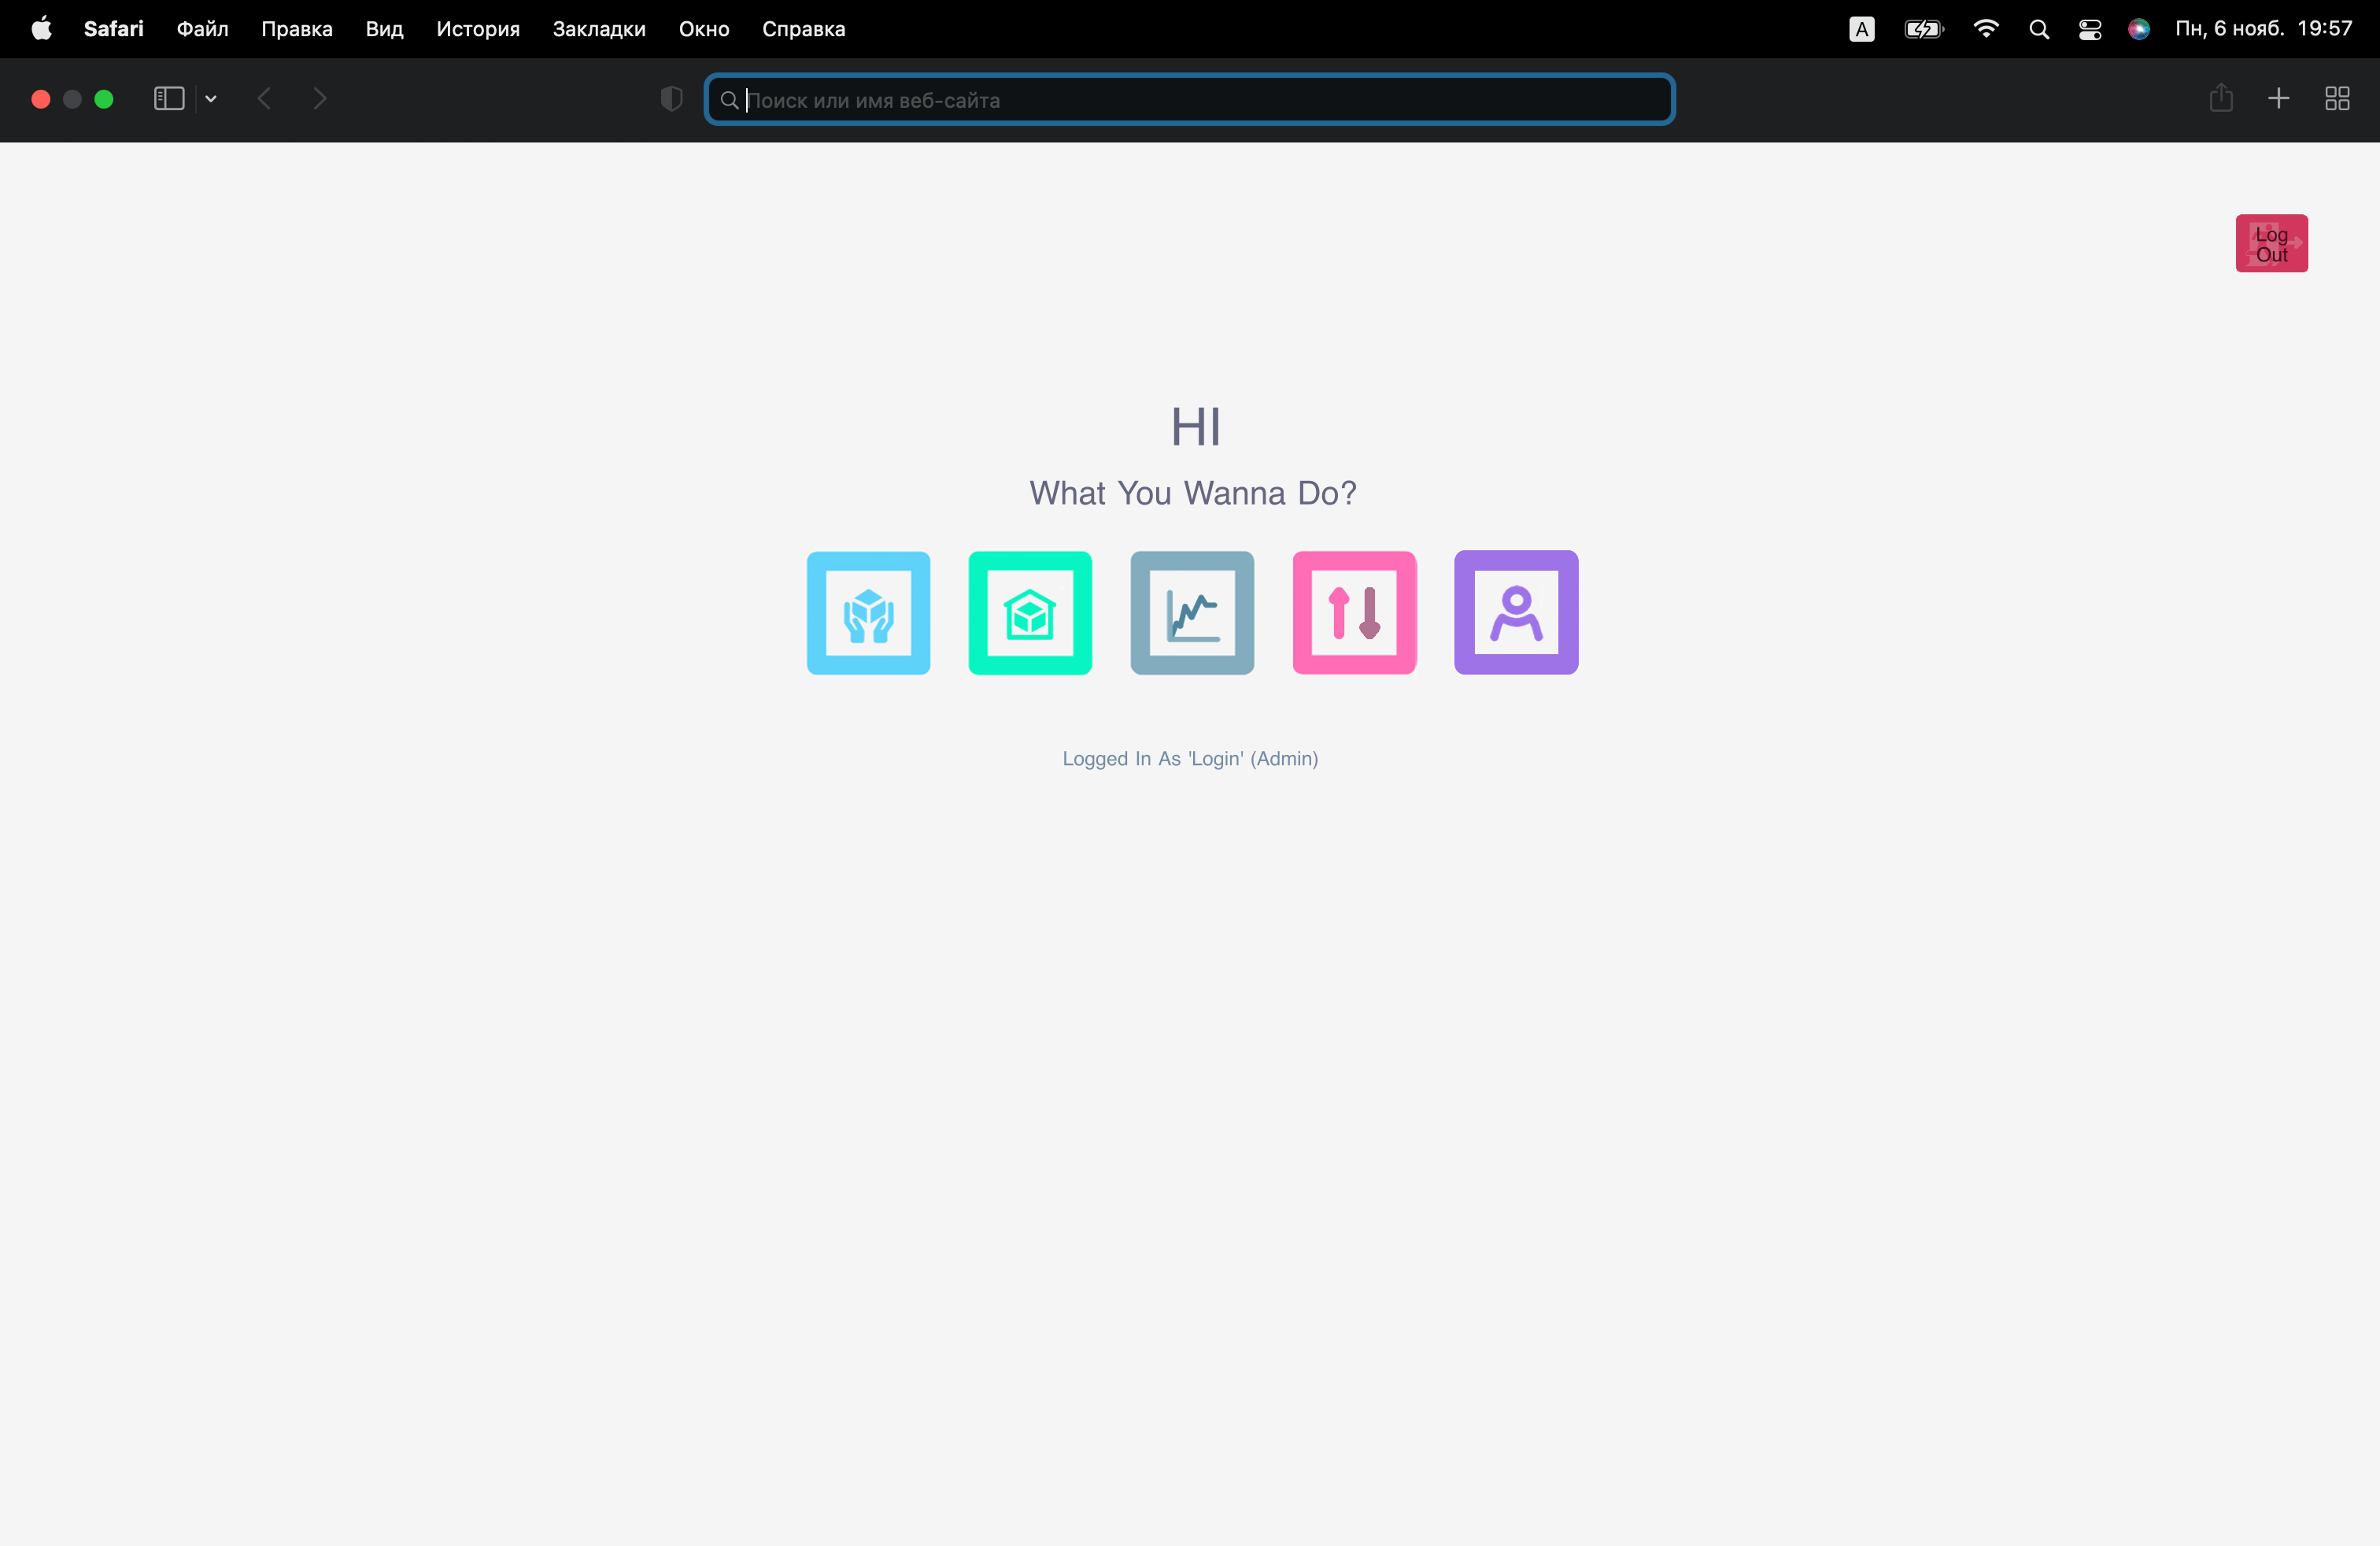 Safari Файл Правка Вид История Закладки Окно Справка A Пн, 6 нояб. 19:57
Поиск или имя веб-сайта
Log
Out
HI
What You Wanna Do?
Logged In As 'Login' (Admin)